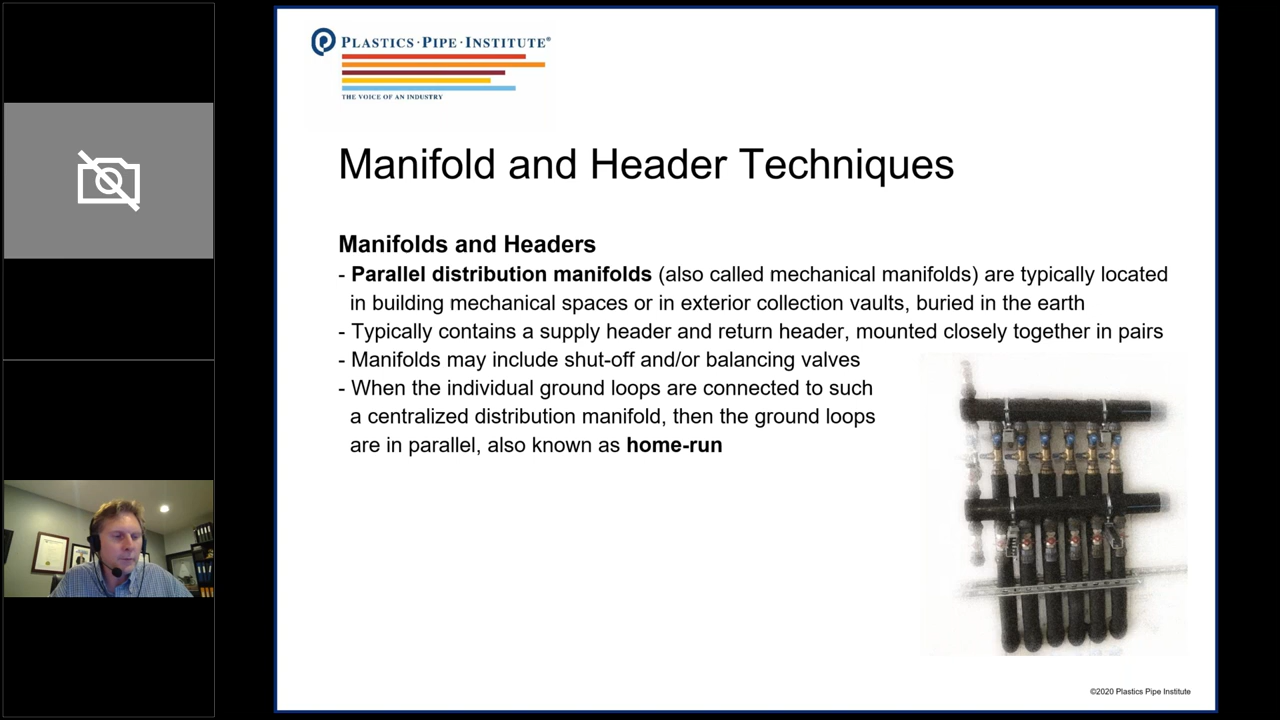 PLASTICS·PIPE·INSTITUTE®
THE VOICE OF AN INDUSTRY
Manifold and Header Techniques
Manifolds and Headers
- Parallel distribution manifolds (also called mechanical manifolds) are typically located
in building mechanical spaces or in exterior collection vaults, buried in the earth
- Typically contains a supply header and return header, mounted closely together in pairs
- Manifolds may include shut-off and/or balancing valves
- When the individual ground loops are connected to such
a centralized distribution manifold, then the ground loops
are in parallel, also known as home-run
©2020 Plastics Pipe Institute